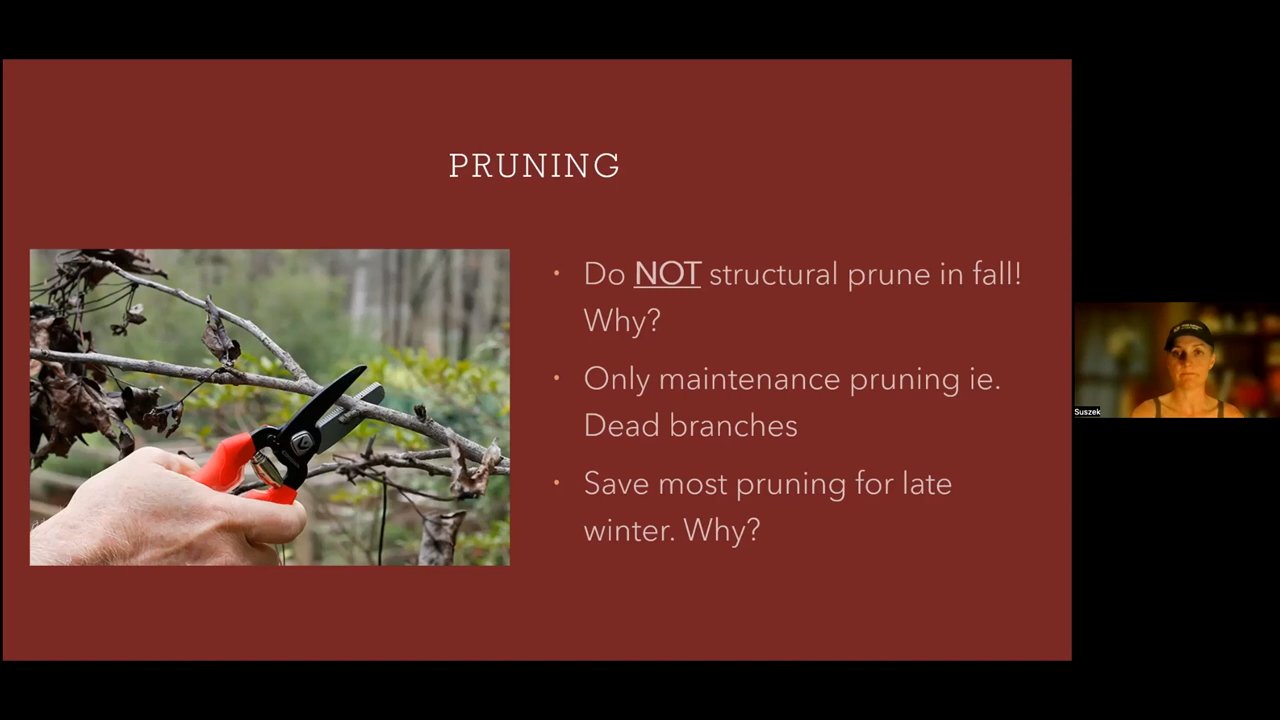 PRUNING
Do NOT structural prune in fall!
Why?
Only maintenance pruning ie.
Dead branches
Save most pruning for late
winter. Why?
Suszek